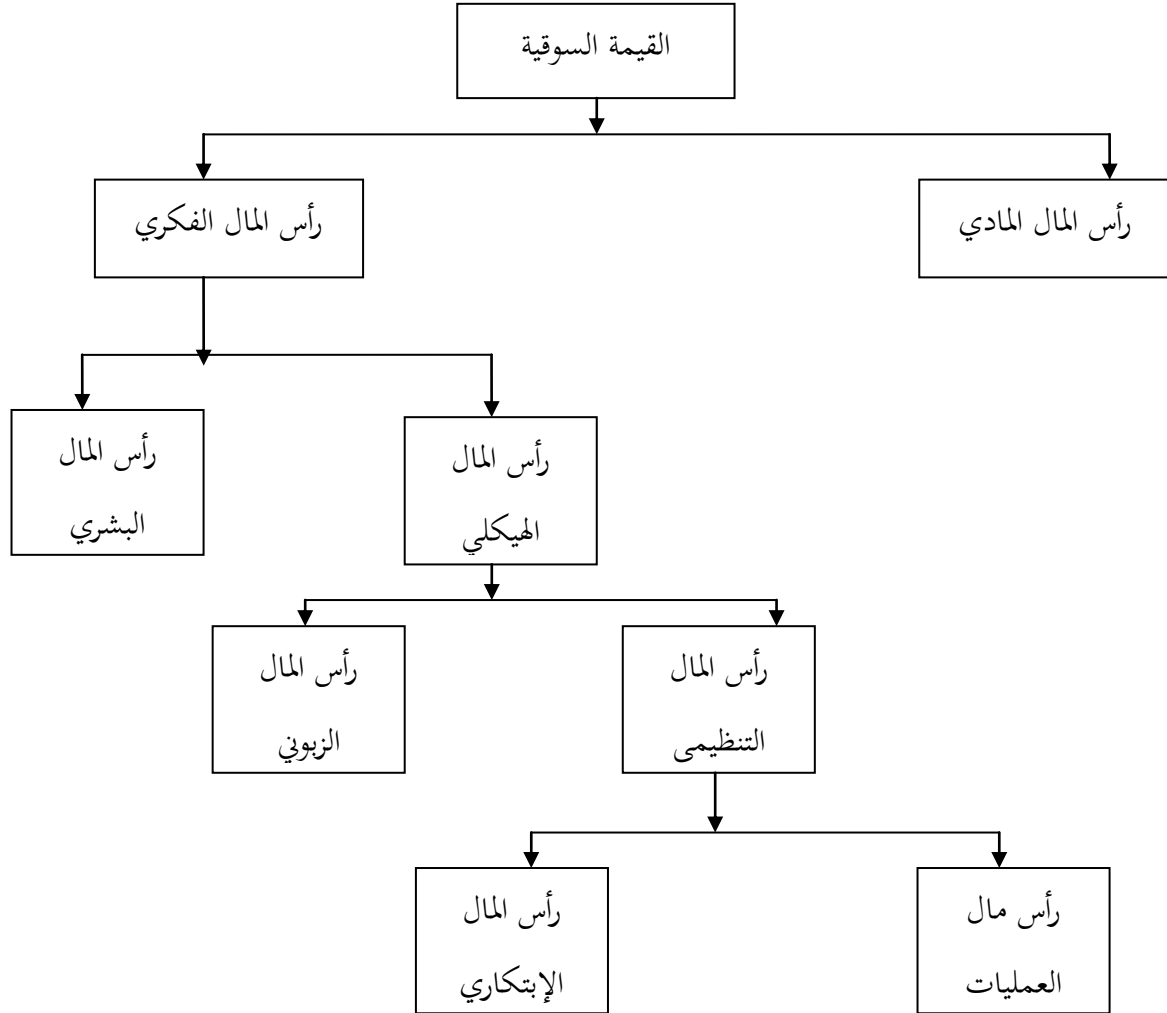 القيمة السوقية
رأس المال المادي
رأس المال الفكري
رأس المال
الهيكلي
رأس المال
البشري
رأس المال
التنظيمى
رأس المال
الزبوني
رأس مال
العمليات
رأس المال
الإبتكاري